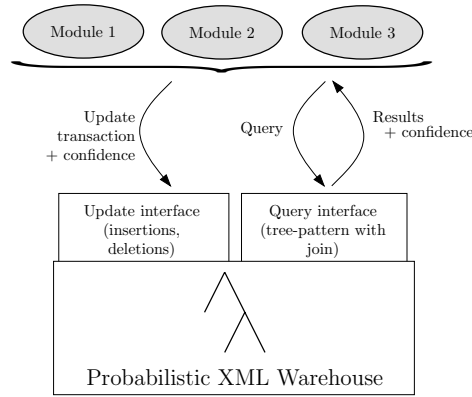 Module 1
Module 2
Module 3
Update
transaction
+ confidence
Query
Results
+ confidence
Update interface
(insertions,
deletions)
Query interface
(tree-pattern with
join)
Probabilistic XML Warehouse